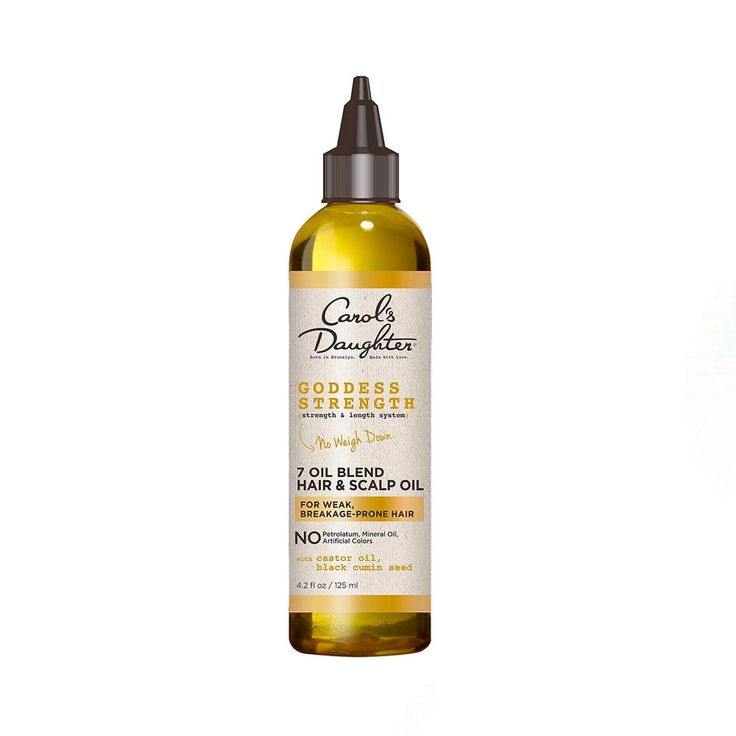 Carol's
Daughter®
Born in Brooklyn. Made with Love.
GODDESS
STRENGTH
(strength & length system)
No Weigh Down.
7 OIL BLEND
HAIR & SCALP OIL
FOR WEAK,
BREAKAGE-PRONE HAIR
NO Petrolatum, Mineral Oil,
Artificial Colors
with castor oil,
black cumin seed
4.2 fl oz / 125 ml